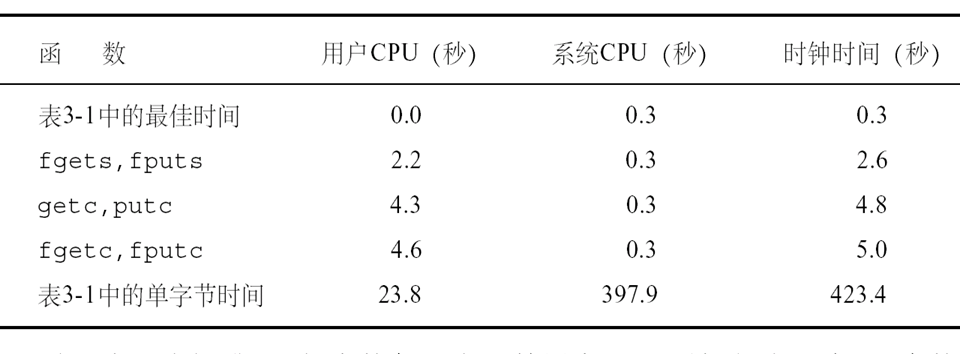 函 数 用户CPU（秒） 系统CPU（秒） 时钟时间（秒）
表3-1中的最佳时间 0.0 0.3 0.3
fgets,fputs 2.2 0.3 2.6
getc,putc 4.3 0.3 4.8
fgetc,fputc 4.6 0.3 5.0
表3-1中的单字节时间 23.8 397.9 423.4